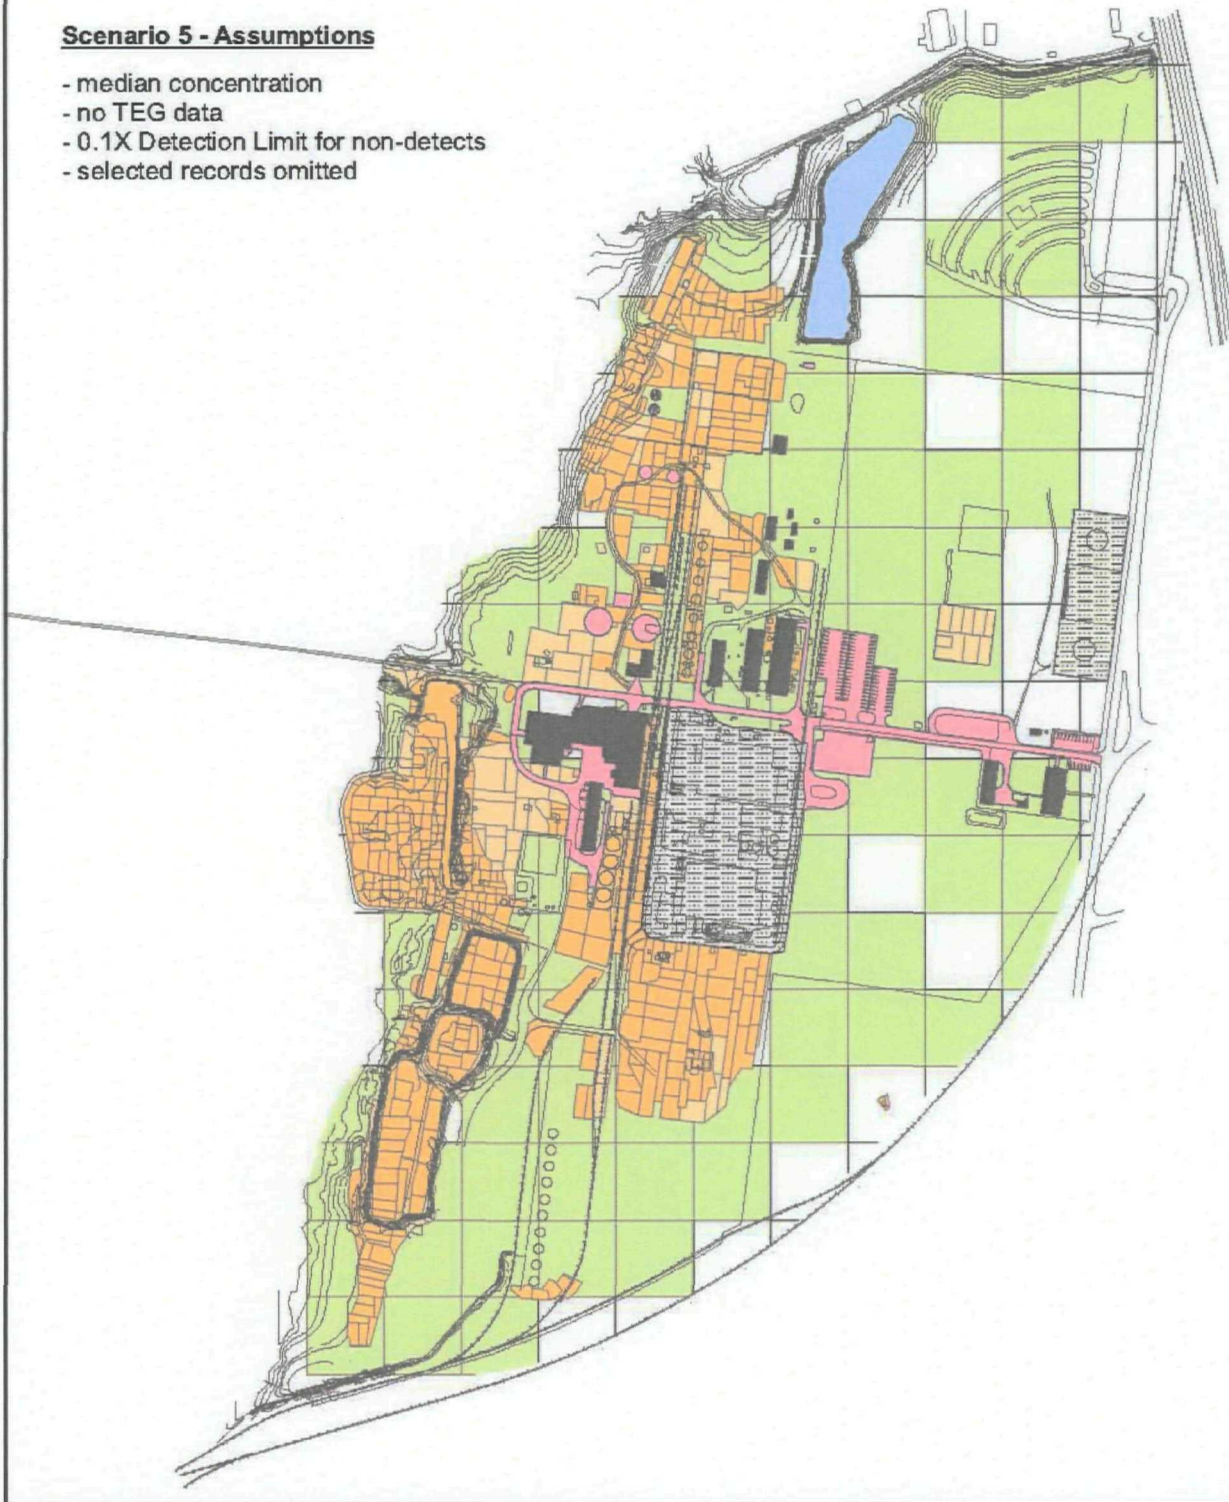 Scenario 5 - Assumptions
- median concentration
- no TEG data
- 0.1X Detection Limit for non-detects
- selected records omitted